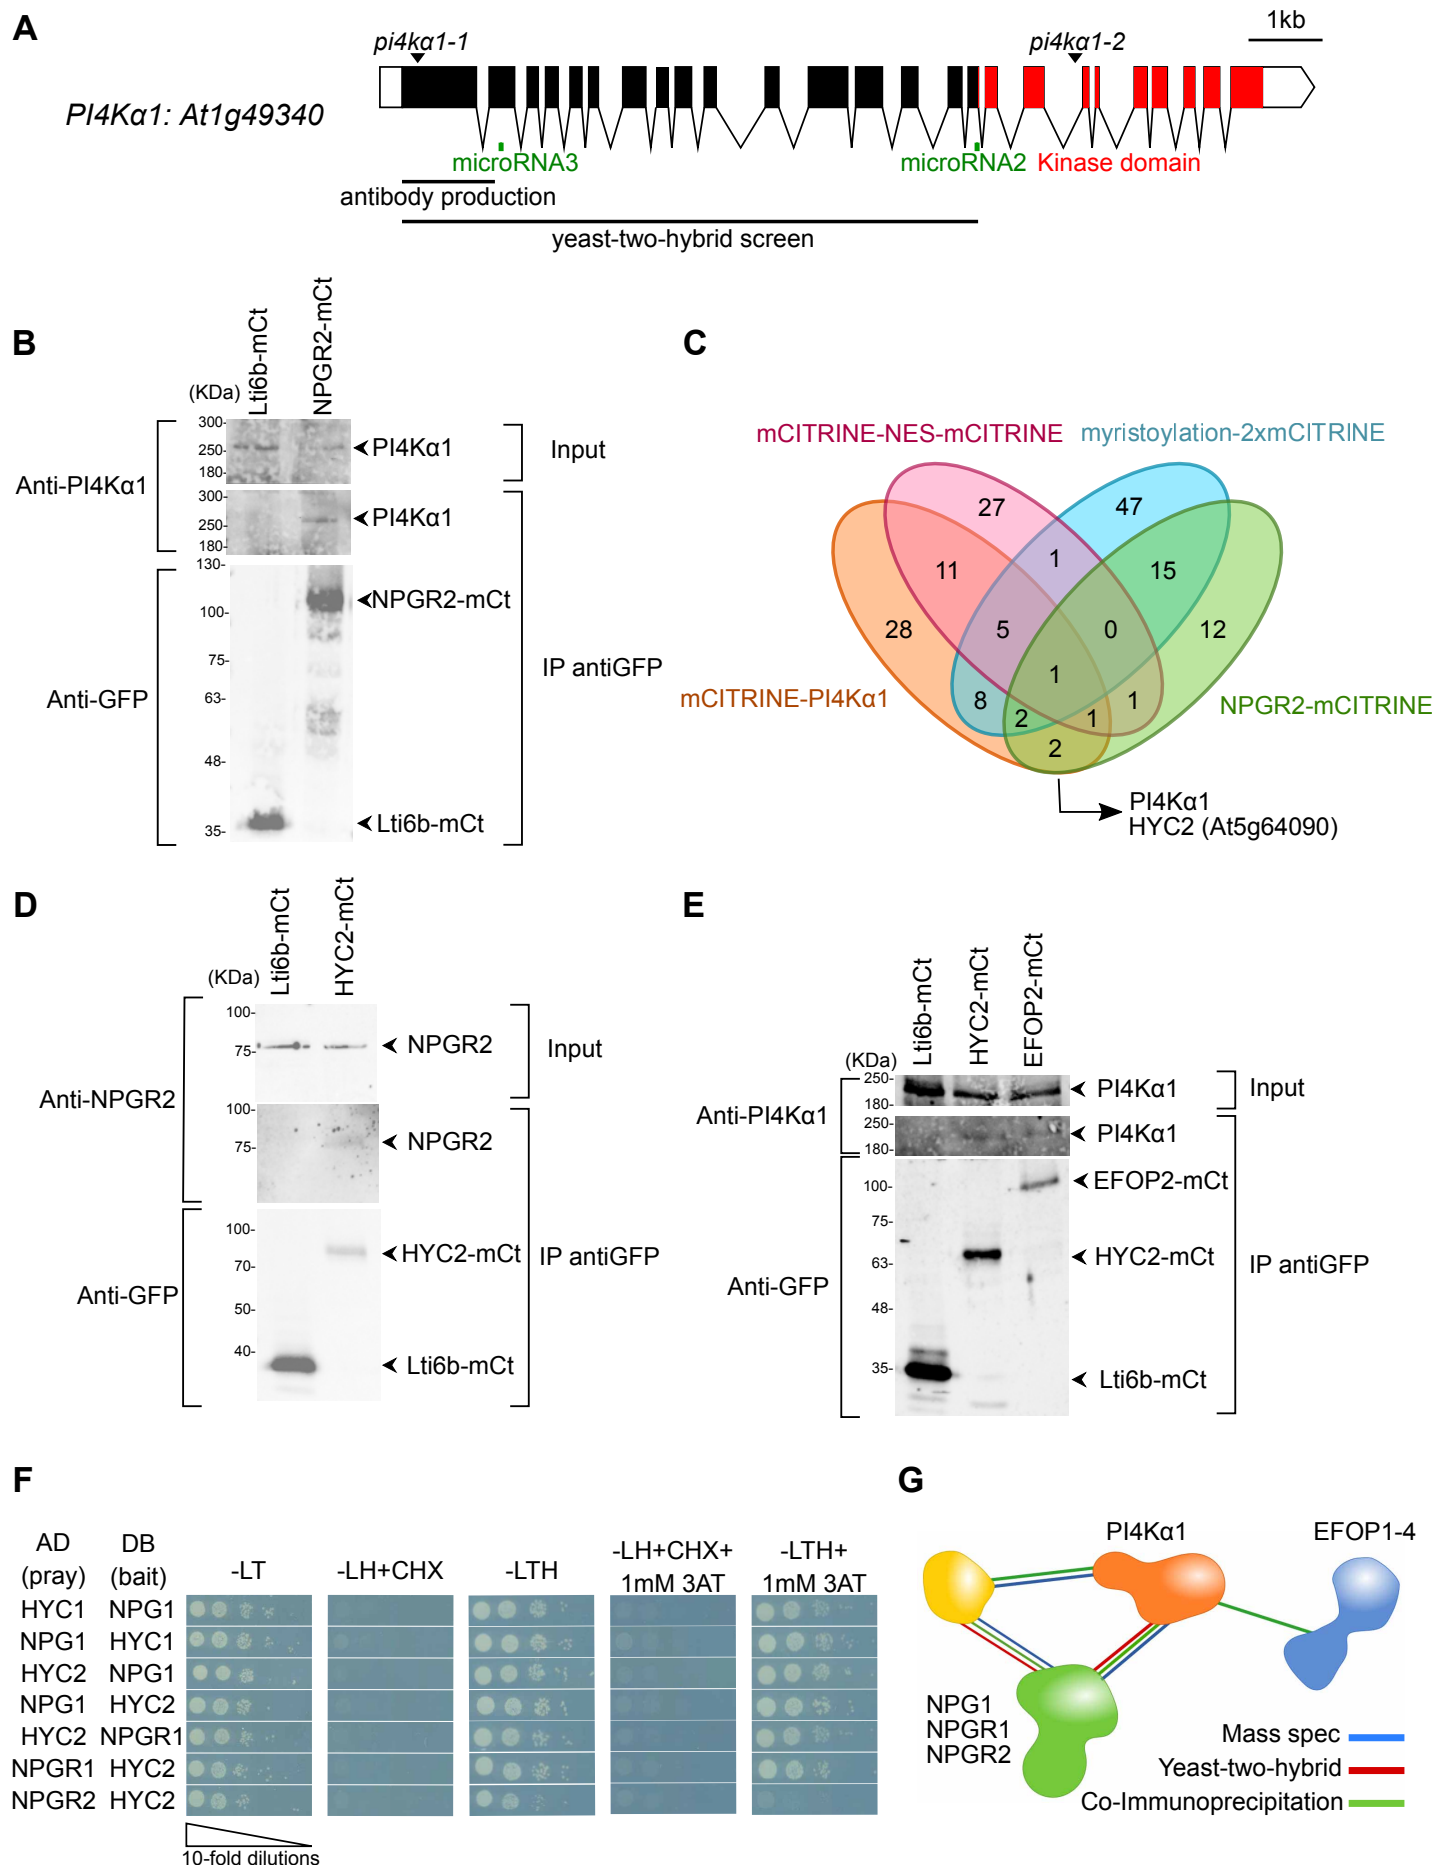 A
pi4kα1-1
pi4kα1-2
1kb
PI4Kα1: At1g49340
microRNA3
microRNA2
Kinase domain
antibody production
yeast-two-hybrid screen
B
Lti6b-mCt
NPGR2-mCt
(KDa)
300-
250-
180-
PI4Kα1
Input
Anti-PI4Kα1
300-
250-
180-
PI4Kα1
130-
100-
75-
63-
48-
35-
NPGR2-mCt
Anti-GFP
IP antiGFP
Lti6b-mCt
C
mCITRINE-NES-mCITRINE
myristoylation-2xmCITRINE
27
47
1
11
15
28
5
0
12
1
8
2
1
1
2
mCITRINE-PI4Kα1
NPGR2-mCITRINE
PI4Kα1
HYC2 (At5g64090)
D
Lti6b-mCt
HYC2-mCt
(KDa)
100-
75-
NPGR2
Input
Anti-NPGR2
100-
75-
NPGR2
100-
70-
50-
40-
HYC2-mCt
IP antiGFP
Anti-GFP
Lti6b-mCt
E
Lti6b-mCt
HYC2-mCt
EFOP2-mCt
(KDa)
250-
180-
PI4Kα1
Input
Anti-PI4Kα1
250-
180-
PI4Kα1
100-
75-
63-
48-
35-
EFOP2-mCt
HYC2-mCt
IP antiGFP
Anti-GFP
Lti6b-mCt
F
AD
(pray)
DB
(bait)
-LT
-LH+CHX
-LTH
-LH+CHX+
1mM 3AT
-LTH+
1mM 3AT
HYC1 NPG1
NPG1 HYC1
HYC2 NPG1
NPG1 HYC2
HYC2 NPGR1
NPGR1 HYC2
NPGR2 HYC2
10-fold dilutions
G
PI4Kα1
EFOP1-4
NPG1
NPGR1
NPGR2
Mass spec
Yeast-two-hybrid
Co-Immunoprecipitation